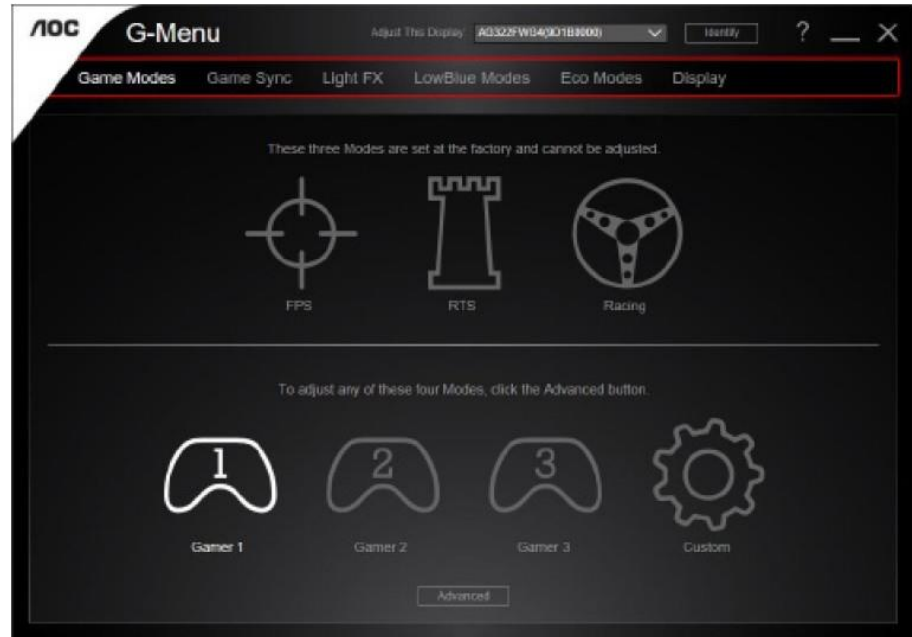 AOC G-Menu Adjust This Display AG322FWG4(9D1B0000) Identify ?
Game Modes Game Sync Light FX LowBlue Modes Eco Modes Display
These three Modes are set at the factory and cannot be adjusted.
FPS RTS Racing
To adjust any of these four Modes, click the Advanced button.
1 2 3
Gamer 1 Gamer 2 Gamer 3 Custom
Advanced